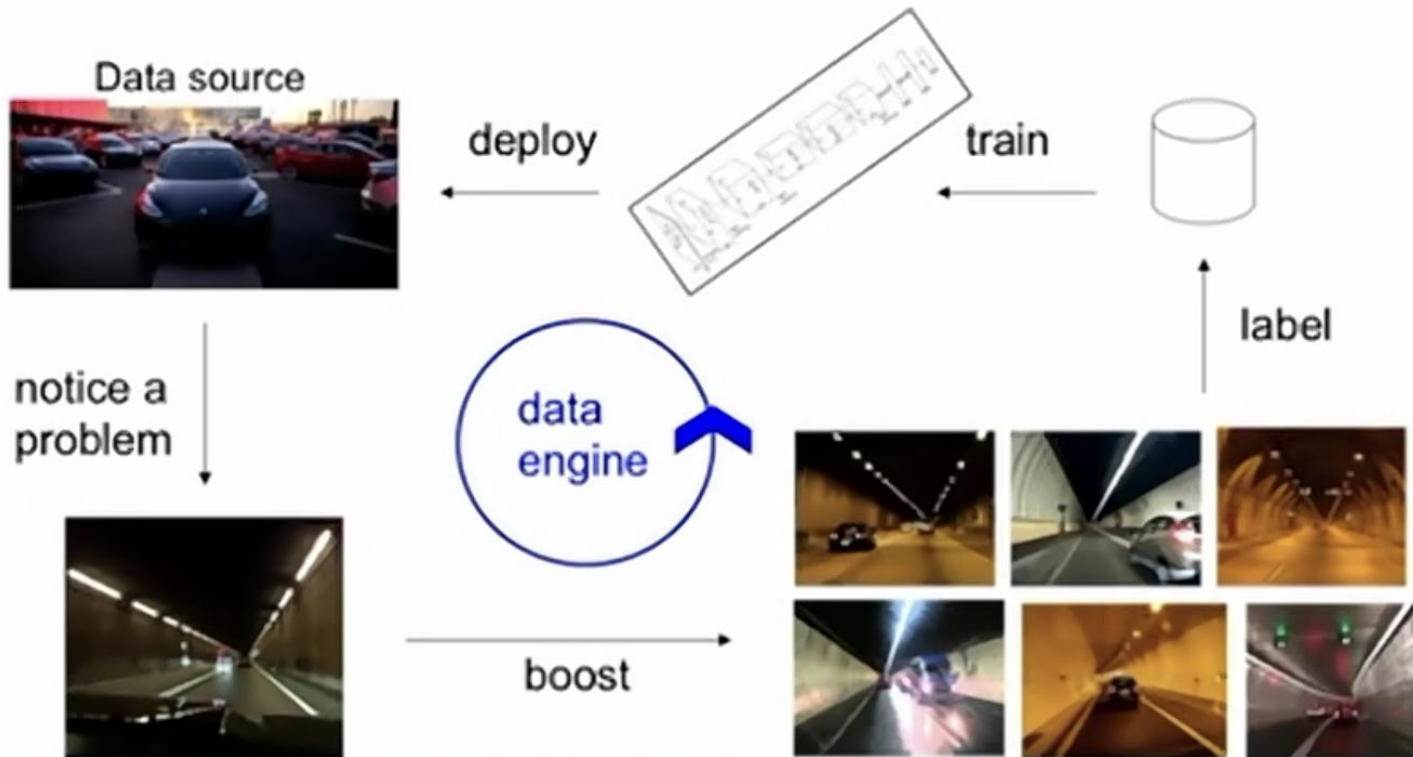 Data source
deploy
train
label
notice a
problem
data
engine
boost